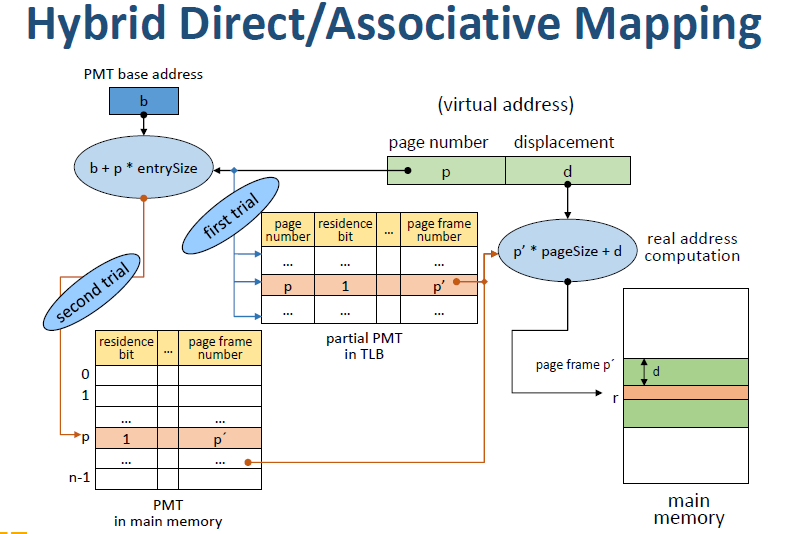 Hybrid Direct/Associative Mapping
PMT base address
b
(virtual address)
page number displacement
p d
b + p * entrySize
first trial
second trial
page number residence bit ... page frame number
... ...
p 1 p'
... ...
partial PMT
in TLB
p' * pageSize + d
real address
computation
residence bit ... page frame number
0
1
... ...
p 1 p´
... ...
n-1
PMT
in main memory
page frame p´
d
r
main
memory